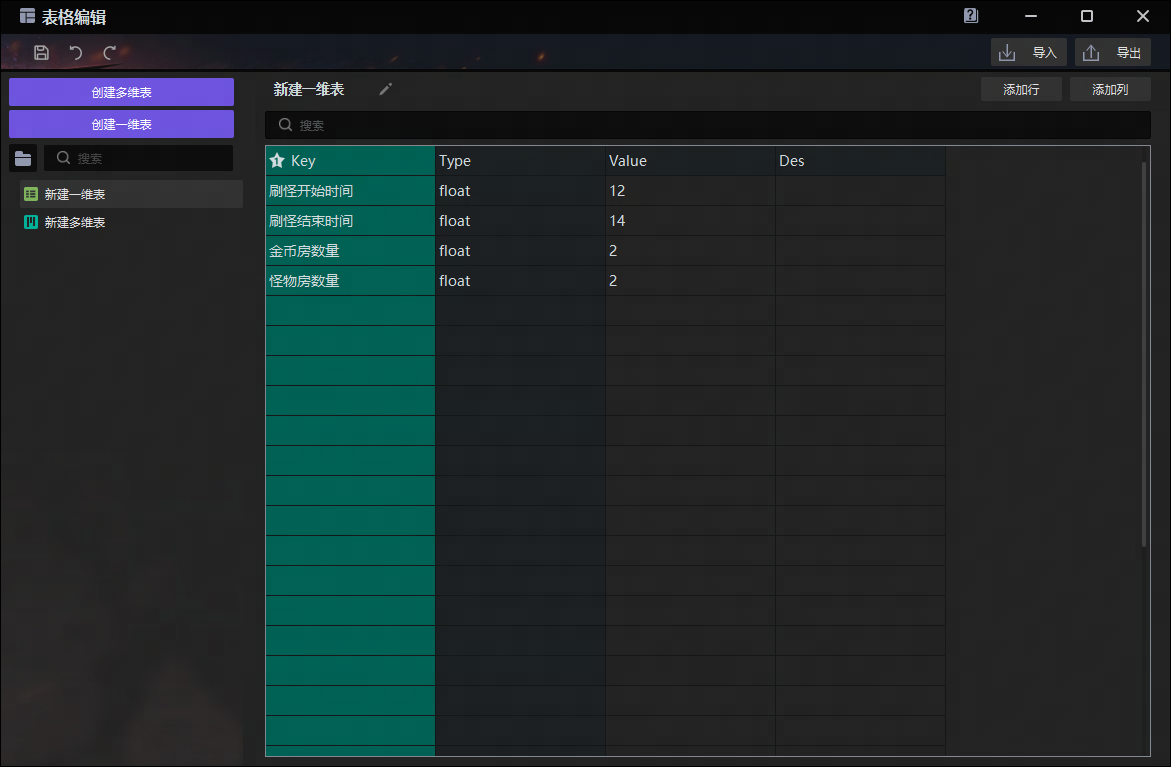 表格编辑
导入 导出
创建多维表
创建一维表
搜索
新建一维表
新建多维表
新建一维表 添加行 添加列
搜索
Key Type Value Des
刷怪开始时间 float 12
刷怪结束时间 float 14
金币房数量 float 2
怪物房数量 float 2